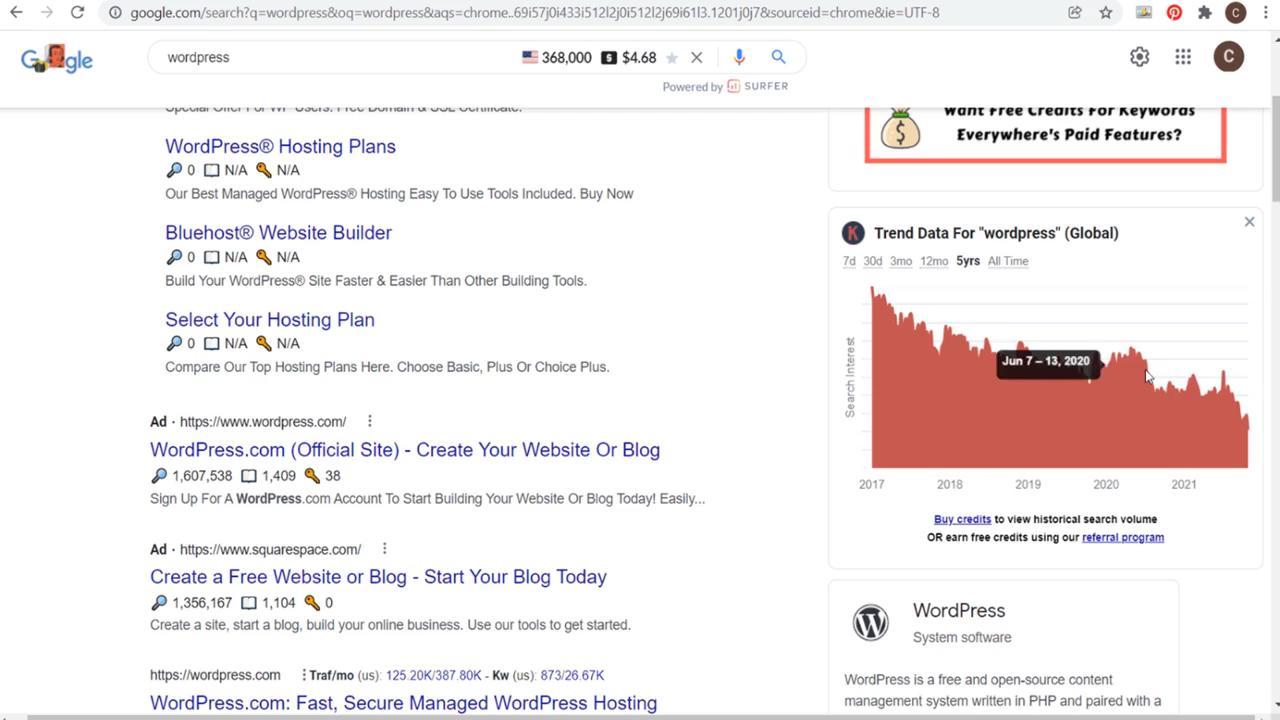 google.com/search?q=wordpress&oq=wordpress&aqs=chrome..69i57j0i433i512l2j0i512l2j69i61l3.1201j0j7&sourceid=chrome&ie=UTF-8
C
wordpress
368,000
S
$4.68
C
Powered by SURFER
Special Offer For WP Users: Free Domain & SSL Certificate.
WordPress® Hosting Plans
0 N/A N/A
Our Best Managed WordPress® Hosting Easy To Use Tools Included. Buy Now
Bluehost® Website Builder
0 N/A N/A
Build Your WordPress® Site Faster & Easier Than Other Building Tools.
Select Your Hosting Plan
0 N/A N/A
Compare Our Top Hosting Plans Here. Choose Basic, Plus Or Choice Plus.
Ad · https://www.wordpress.com/
WordPress.com (Official Site) - Create Your Website Or Blog
1,607,538 1,409 38
Sign Up For A WordPress.com Account To Start Building Your Website Or Blog Today! Easily...
Ad · https://www.squarespace.com/
Create a Free Website or Blog - Start Your Blog Today
1,356,167 1,104 0
Create a site, start a blog, build your online business. Use our tools to get started.
https://wordpress.com Traf/mo (us): 125.20K/387.80K - Kw (us): 873/26.67K
WordPress.com: Fast, Secure Managed WordPress Hosting
Want Free Credits For Keywords
Everywhere's Paid Features?
K
Trend Data For "wordpress" (Global)
7d 30d 3mo 12mo 5yrs All Time
Search Interest
Jun 7 – 13, 2020
2017 2018 2019 2020 2021
Buy credits to view historical search volume
OR earn free credits using our referral program
WordPress
System software
WordPress is a free and open-source content
management system written in PHP and paired with a